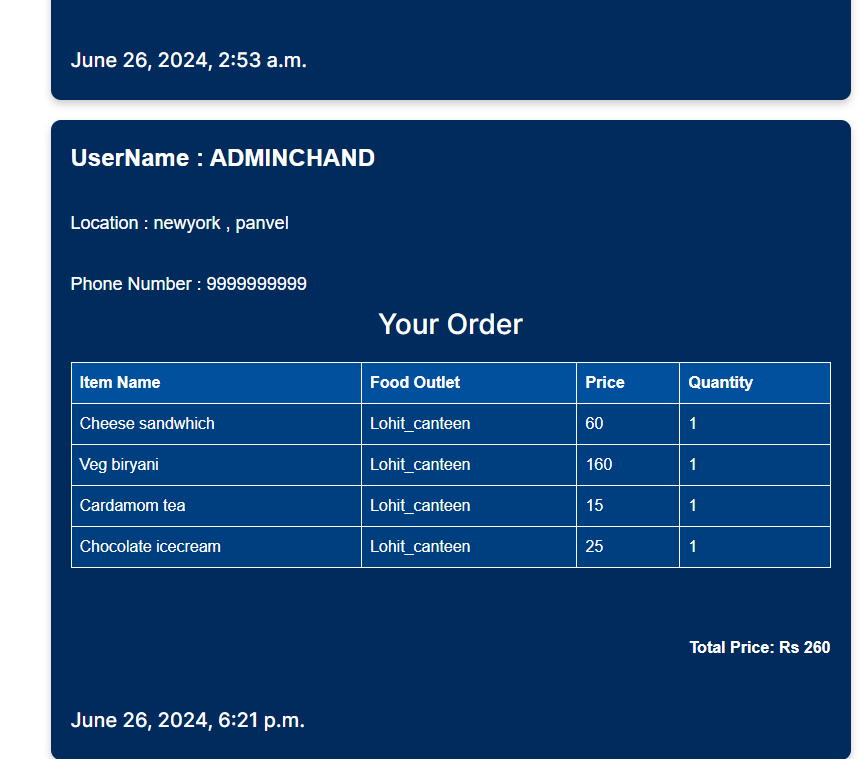 June 26, 2024, 2:53 a.m.
UserName : ADMINCHAND
Location : newyork , panvel
Phone Number : 9999999999
Your Order
Item Name Food Outlet Price Quantity
Cheese sandwhich Lohit_canteen 60 1
Veg biryani Lohit_canteen 160 1
Cardamom tea Lohit_canteen 15 1
Chocolate icecream Lohit_canteen 25 1
Total Price: Rs 260
June 26, 2024, 6:21 p.m.